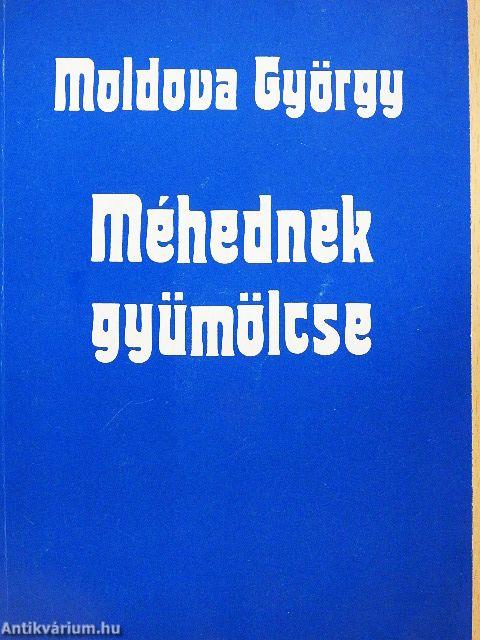 Moldova György
Méhednek
gyümölcse
Antikvárium.hu